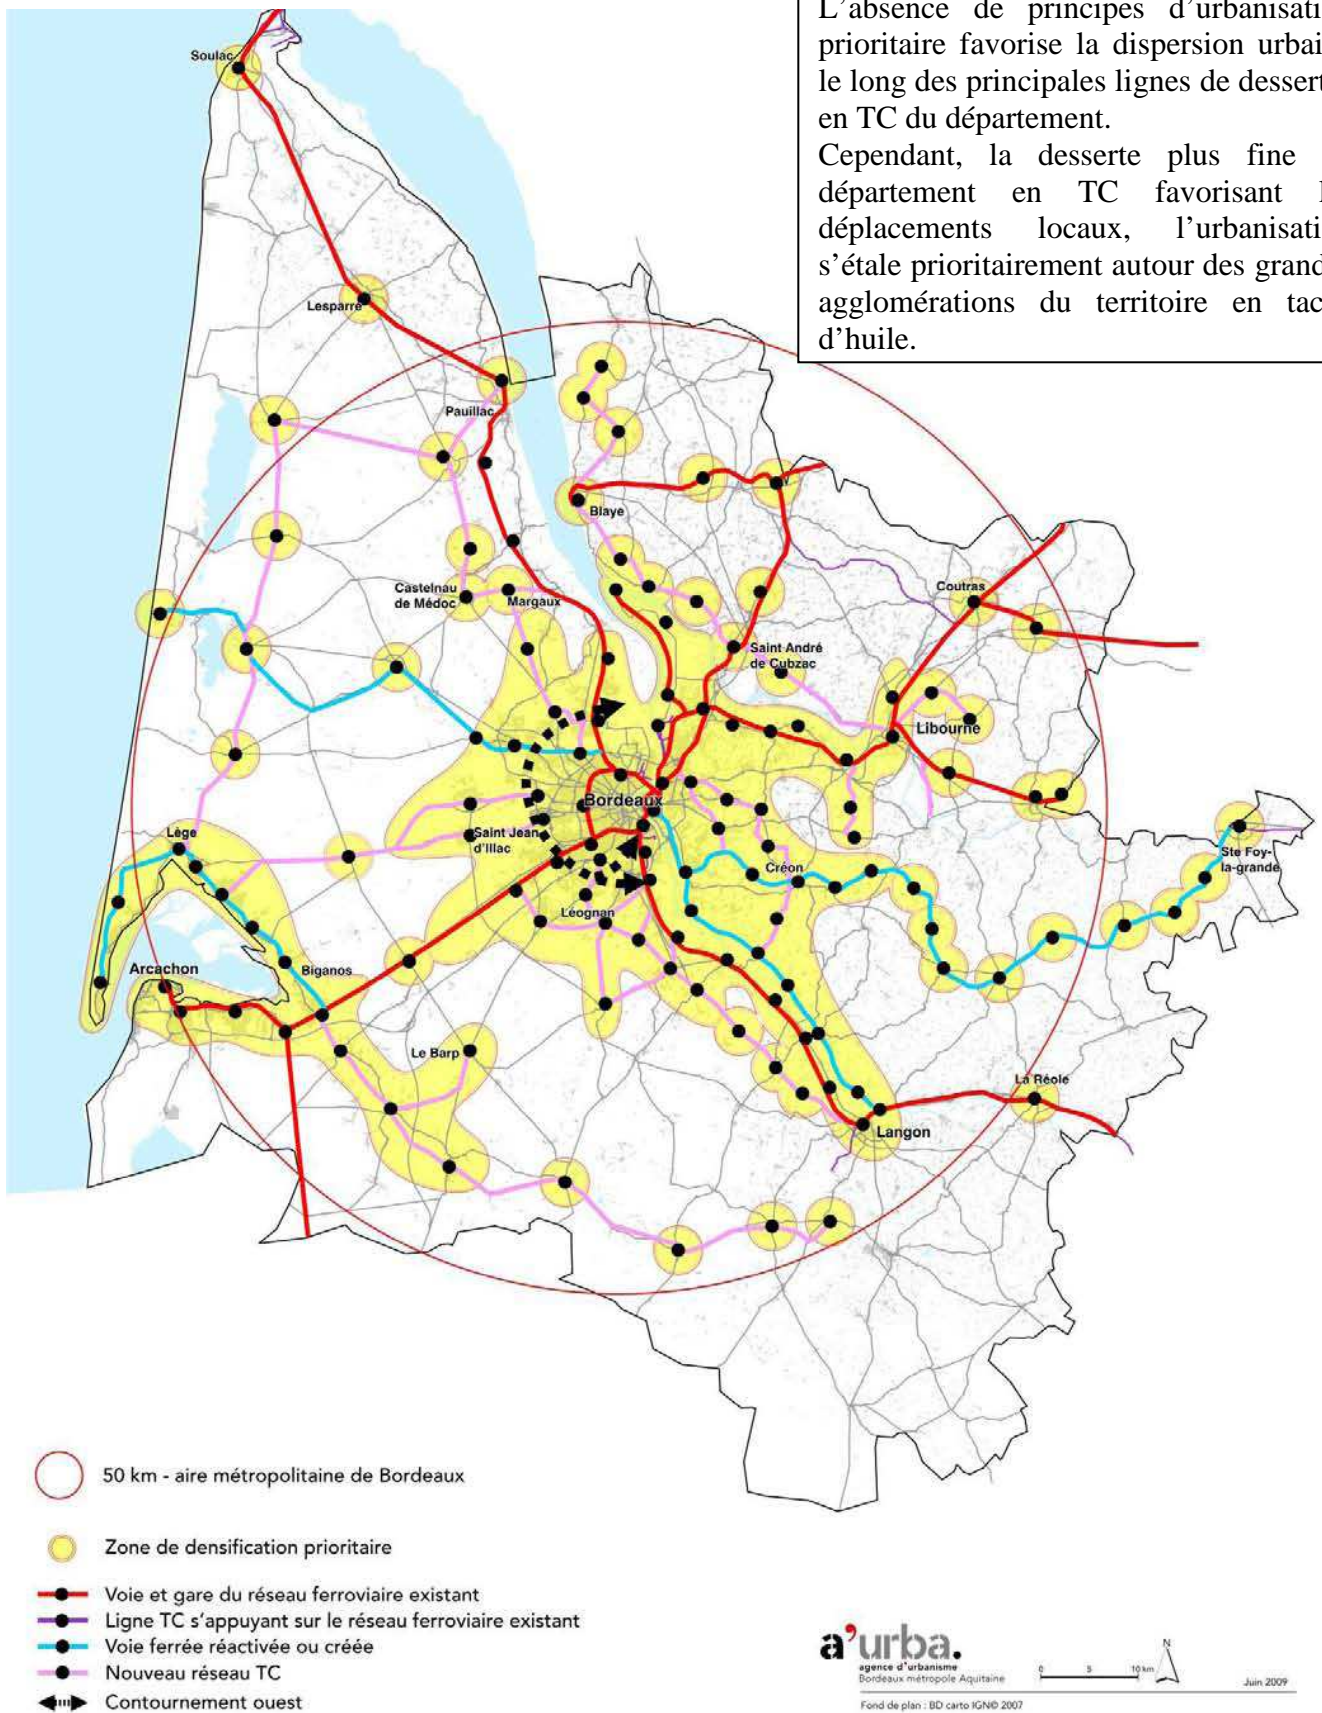 L'absence de principes d'urbanisati
prioritaire favorise la dispersion urbai
le long des principales lignes de dessert
en TC du département.
Cependant, la desserte plus fine
département en TC favorisant l
déplacements locaux, l'urbanisati
s'étale prioritairement autour des grand
agglomérations du territoire en tac
d'huile.
Soulac
Lesparre
Pauillac
Blaye
Castelnau
de Médoc
Margaux
Coutras
Saint André
de Cubzac
Libourne
Bordeaux
Lège
Saint Jean
d'Illac
Ste Foy-
la-grande
Créon
Léognan
Arcachon
Biganos
Le Barp
La Réole
Langon
50 km - aire métropolitaine de Bordeaux
Zone de densification prioritaire
Voie et gare du réseau ferroviaire existant
Ligne TC s'appuyant sur le réseau ferroviaire existant
Voie ferrée réactivée ou créée
Nouveau réseau TC
Contournement ouest
a'urba.
agence d'urbanisme
Bordeaux métropole Aquitaine
0 5 10 km
N
Juin 2009
Fond de plan : BD carto IGN© 2007